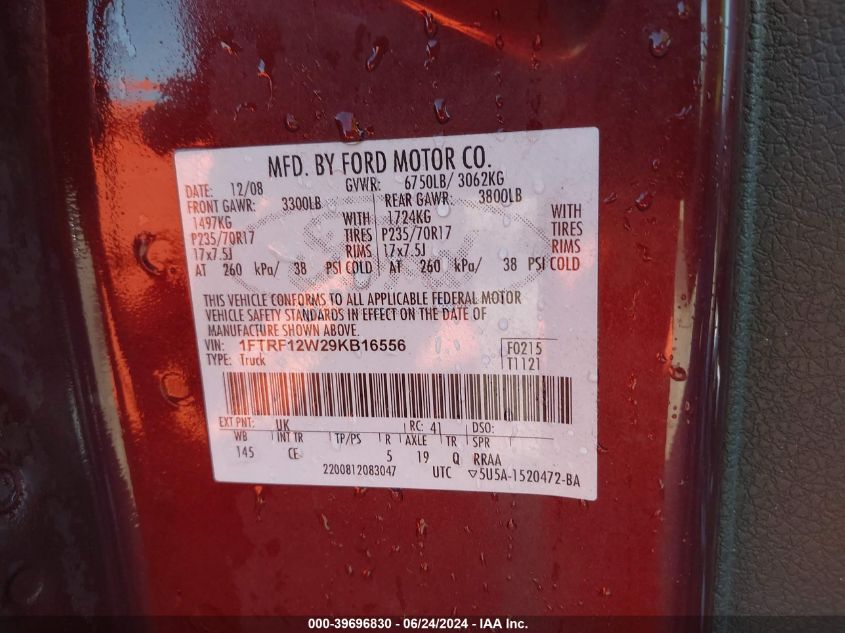 MFD. BY FORD MOTOR CO.
DATE: 12/08 GVWR: 6750LB/ 3062KG
FRONT GAWR: 3300LB REAR GAWR: 3800LB
1497KG WITH 1724KG WITH
P235/70R17 TIRES P235/70R17 TIRES
17x7.5J RIMS 17x7.5J RIMS
AT 260 kPa/ 38 PSI COLD AT 260 kPa/ 38 PSI COLD
THIS VEHICLE CONFORMS TO ALL APPLICABLE FEDERAL MOTOR
VEHICLE SAFETY STANDARDS IN EFFECT ON THE DATE OF
MANUFACTURE SHOWN ABOVE.
VIN: 1FTRF12W29KB16556 F0215
TYPE: Truck T1121
EXT PNT: UK RC: 41 DSO:
WB INT TR TP/PS R AXLE TR SPR
145 CE 5 19 Q RRAA
2200812083047 UTC ▽5U5A-1520472-BA
000-39696830 - 06/24/2024 - IAA Inc.